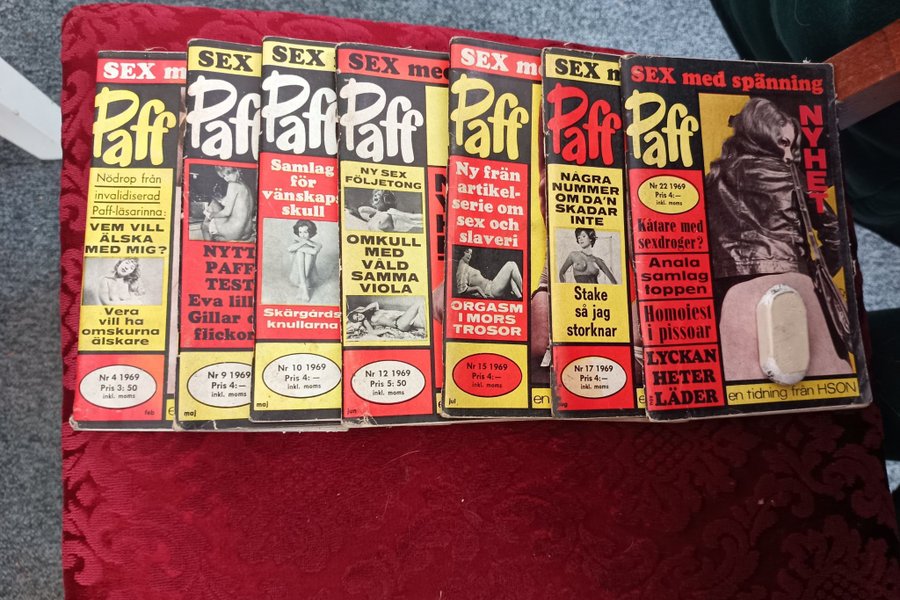 SEX m
Paff
Nödrop från
invalidiserad
Paff-läsarinna:
VEM VILL
ÄLSKA
MED MIG?
Vera
vill ha
omskurna
älskare
Nr 4 1969
Pris 3; 50
inkl. moms
feb
SEX
Paff
NYTT
PAFF
TEST
Eva lill
Gillar
flickor
Nr 9 1969
Pris 4:—
inkl. moms
maj
SEX
Paff
Samlag
för
vänskaps
skull
Skärgårds
knullarna
Nr 10 1969
Pris 4:—
inkl. moms
maj
SEX med
Paff
NY SEX
FÖLJETONG
OMKULL
MED
VÅLD
SAMMA
VIOLA
Nr 12 1969
Pris 5: 50
inkl. moms
jun
SEX m
Paff
Ny från
artikel-
serie om
sex och
slaveri
ORGASM
I MORS
TROSOR
Nr 15 1969
Pris 4:—
inkl. moms
jul
en
SEX m
Paff
NÅGRA
NUMMER
OM DA'N
SKADAR
INTE
Stake
så jag
storknar
Nr 17 1969
Pris 4:—
inkl. moms
SEX med spänning
Paff
NYHET
Nr 22 1969
Pris 4:—
inkl. moms
Kåtare med
sexdroger?
Anala
samlag
toppen
Homoiest
i pissoar
LYCKAN
HETER
LÄDER
en tidning från HSON